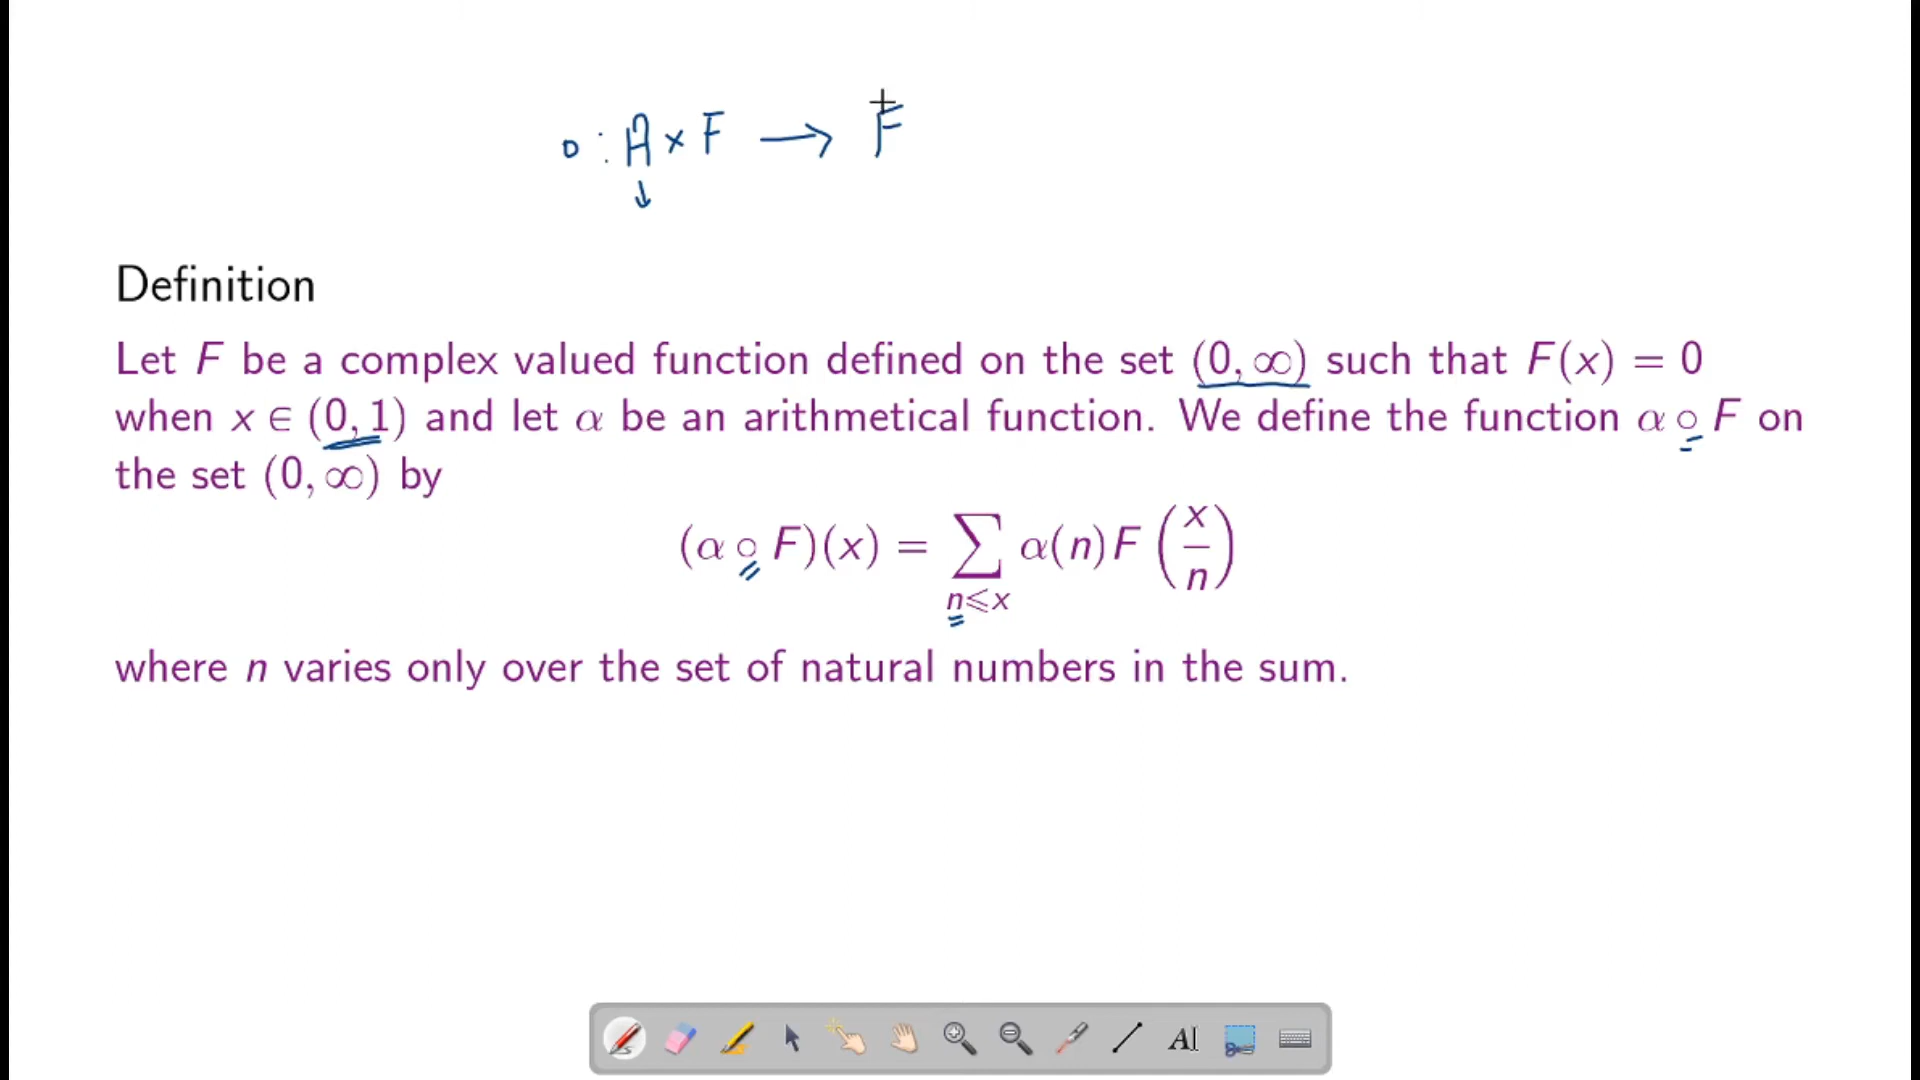 ∘ : A × F → F
↓
Definition
Let F be a complex valued function defined on the set (0, ∞) such that F(x) = 0
when x ∈ (0, 1) and let α be an arithmetical function. We define the function α ∘ F on
the set (0, ∞) by
(α ∘ F)(x) = ∑_{n⩽x} α(n)F(x/n)
where n varies only over the set of natural numbers in the sum.